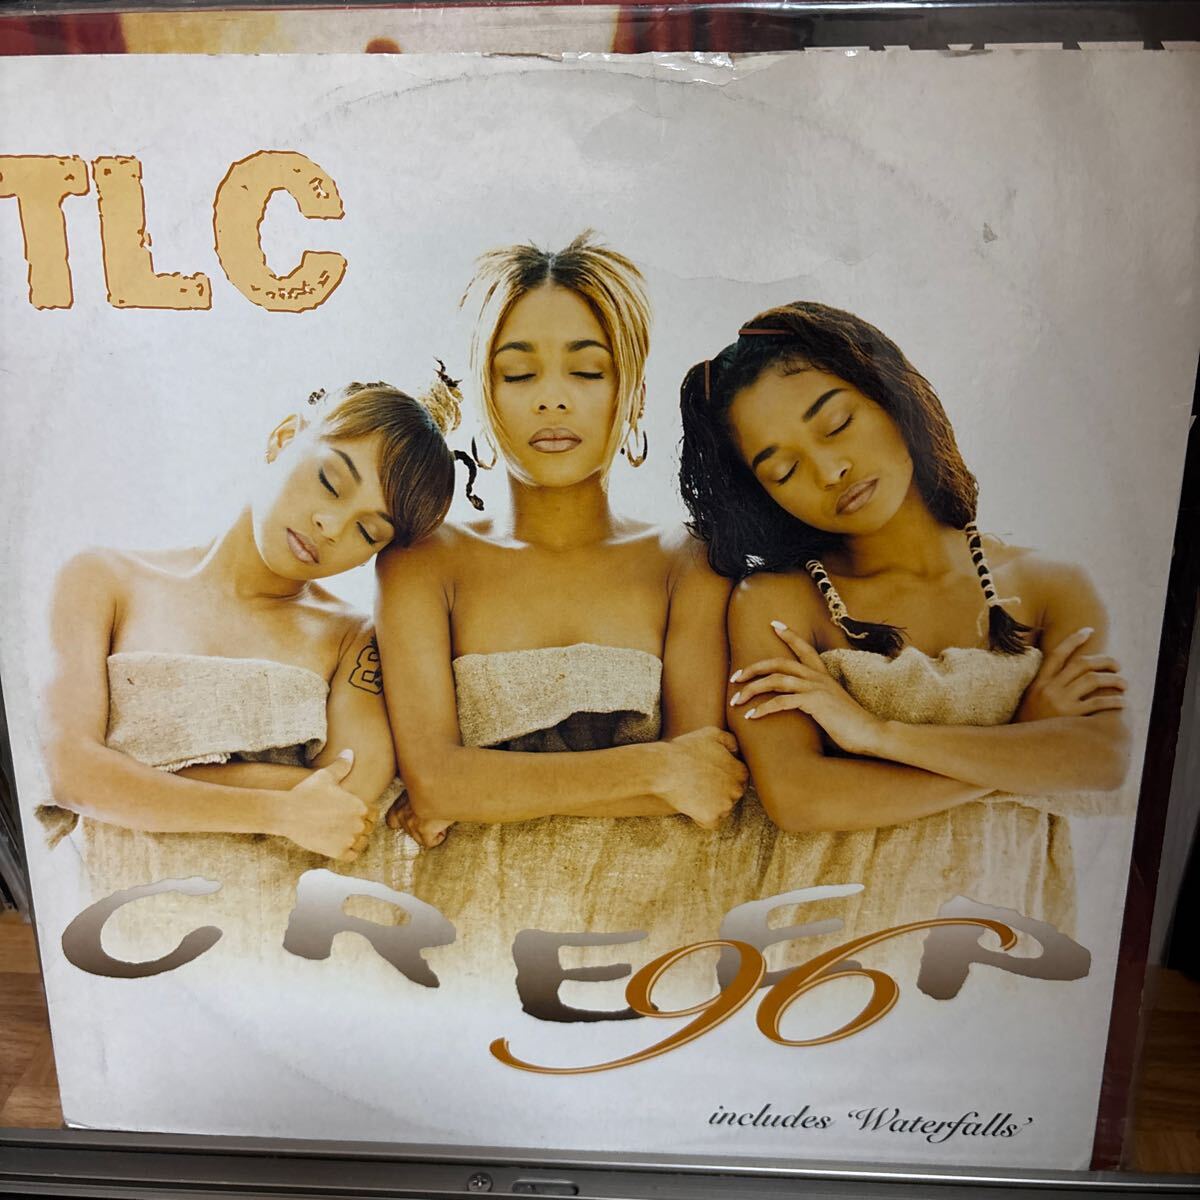 TLC
CREEP
96
includes 'Waterfalls'